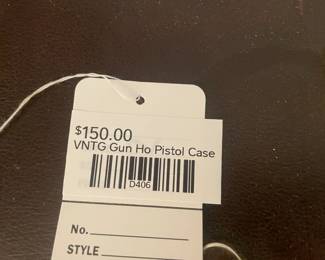 $150.00
VNTG Gun Ho Pistol Case
D406
No.
STYLE